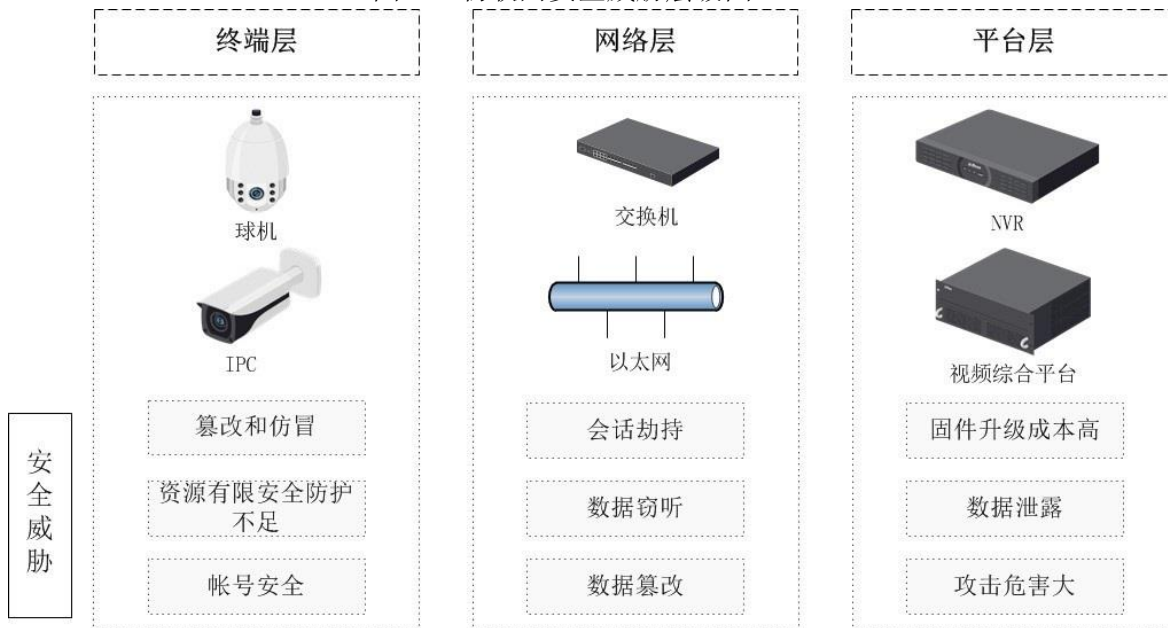 终端层
网络层
平台层
球机
交换机
NVR
IPC
以太网
视频综合平台
安全威胁
篡改和仿冒
会话劫持
固件升级成本高
资源有限安全防护
不足
数据窃听
数据泄露
帐号安全
数据篡改
攻击危害大